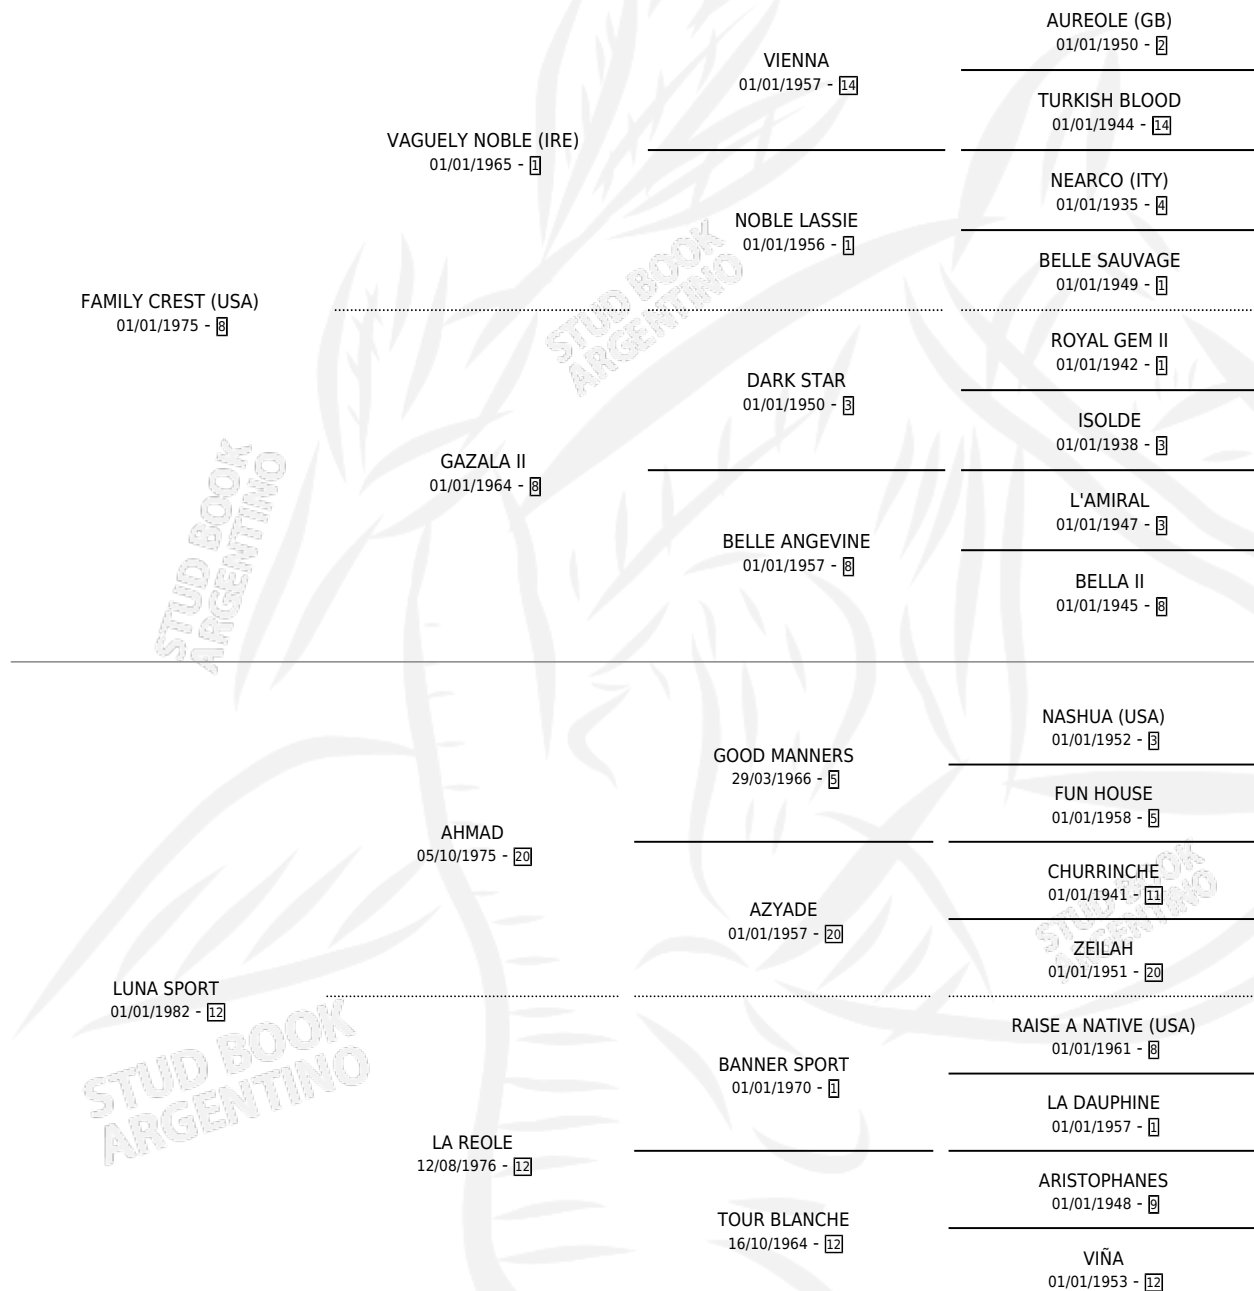 AUREOLE (GB)
01/01/1950 - 2
VIENNA
01/01/1957 - 14
TURKISH BLOOD
01/01/1944 - 14
VAGUELY NOBLE (IRE)
01/01/1965 - 1
NEARCO (ITY)
01/01/1935 - 4
NOBLE LASSIE
01/01/1956 - 1
BELLE SAUVAGE
01/01/1949 - 1
FAMILY CREST (USA)
01/01/1975 - 8
STUD BOOK
ARGENTINO
ROYAL GEM II
01/01/1942 - 1
DARK STAR
01/01/1950 - 3
ISOLDE
01/01/1938 - 3
GAZALA II
01/01/1964 - 8
L'AMIRAL
01/01/1947 - 3
BELLE ANGEVINE
01/01/1957 - 8
BELLA II
01/01/1945 - 8
STUD BOOK
ARGENTINO
NASHUA (USA)
01/01/1952 - 3
GOOD MANNERS
29/03/1966 - 5
FUN HOUSE
01/01/1958 - 5
AHMAD
05/10/1975 - 20
CHURRINCHE
01/01/1941 - 11
AZYADE
01/01/1957 - 20
STUD BOOK
ARGENTINO
ZEILAH
01/01/1951 - 20
LUNA SPORT
01/01/1982 - 12
RAISE A NATIVE (USA)
01/01/1961 - 8
BANNER SPORT
01/01/1970 - 1
STUD BOOK
ARGENTINO
LA DAUPHINE
01/01/1957 - 1
LA REOLE
12/08/1976 - 12
ARISTOPHANES
01/01/1948 - 9
TOUR BLANCHE
16/10/1964 - 12
VIÑA
01/01/1953 - 12